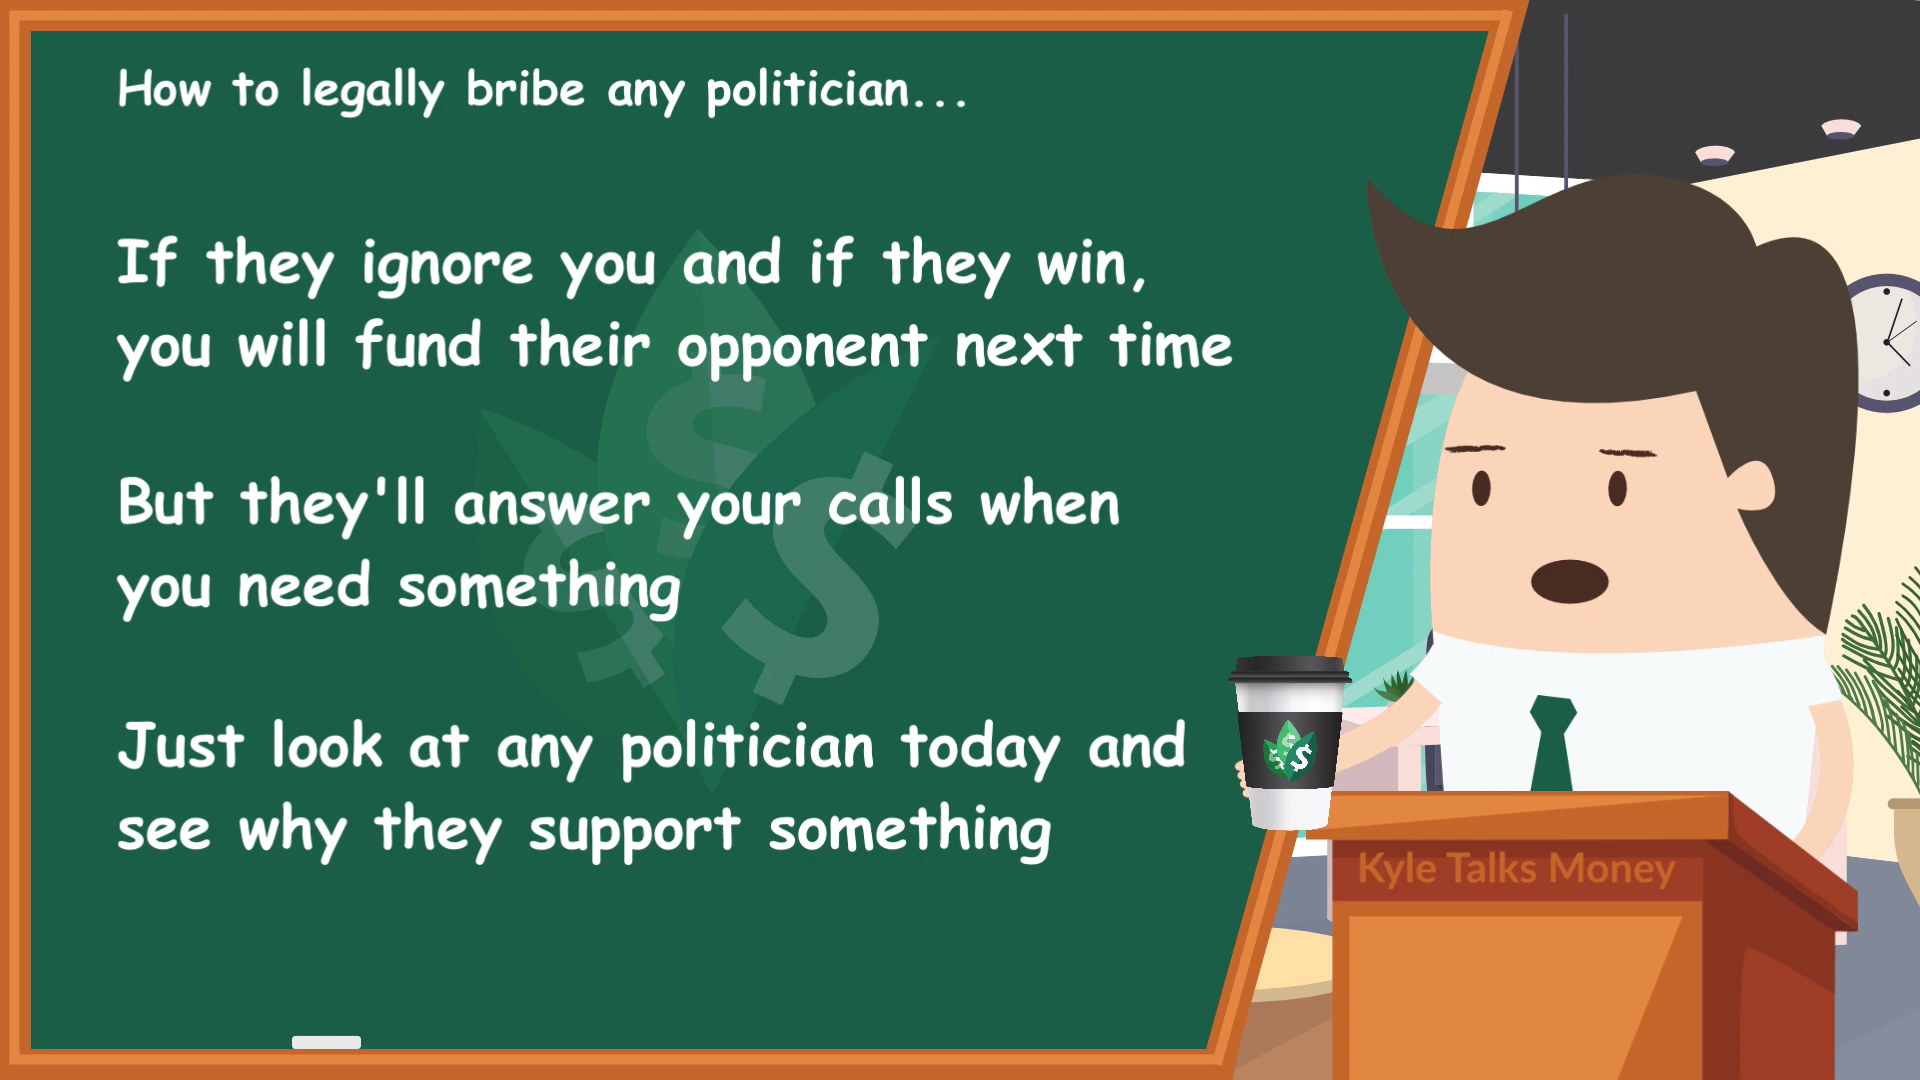 How to legally bribe any politician...
If they ignore you and if they win,
you will fund their opponent next time
But they'll answer your calls when
you need something
Just look at any politician today and
see why they support something
Kyle Talks Money